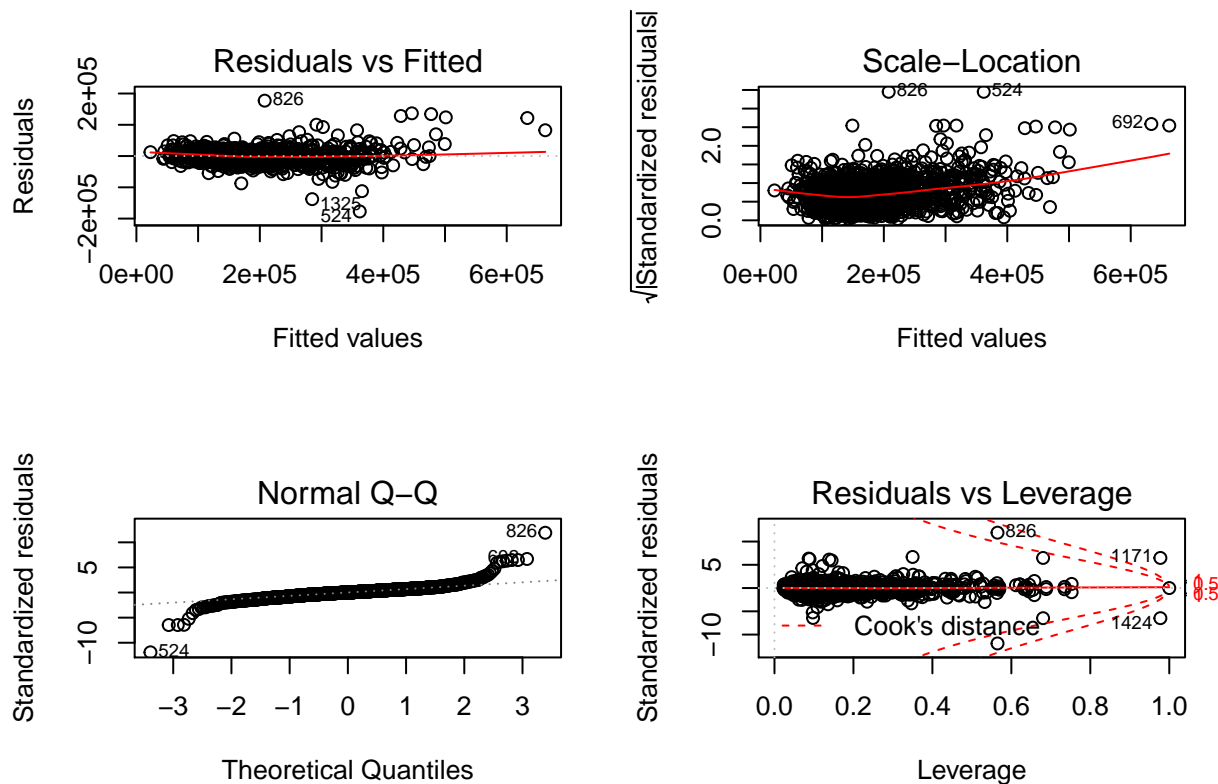 Residuals vs Fitted
Residuals
2e+05
−2e+05
826
1325
524
0e+00 2e+05 4e+05 6e+05
Fitted values
Scale−Location
√|Standardized residuals|
2.0
0.0
826
524
692
0e+00 2e+05 4e+05 6e+05
Fitted values
Normal Q−Q
Standardized residuals
5
−10
826
524
−3 −2 −1 0 1 2 3
Theoretical Quantiles
Residuals vs Leverage
Standardized residuals
5
−10
826
1171
1424
Cook's distance
1
0.5
0.5
1
0.0 0.2 0.4 0.6 0.8 1.0
Leverage